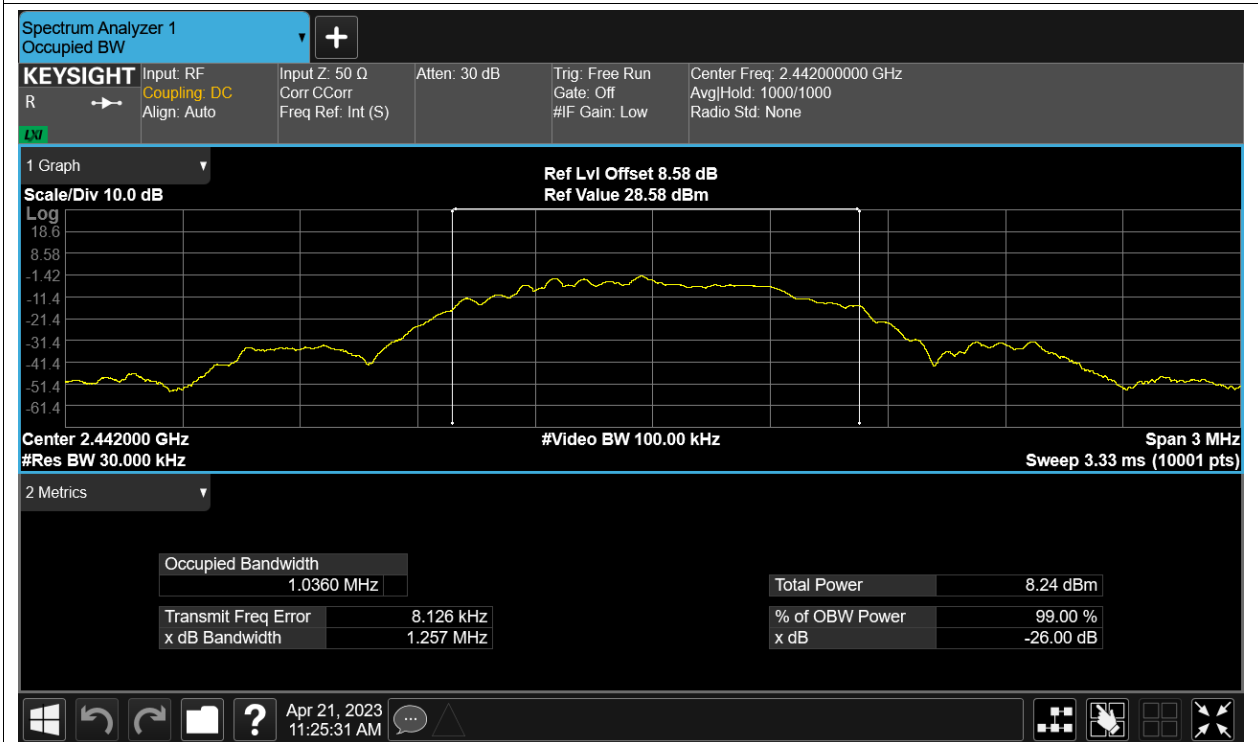 Spectrum Analyzer 1
Occupied BW
KEYSIGHT
R
LXI
Input: RF
Coupling: DC
Align: Auto
Input Z: 50 Ω
Corr CCorr
Freq Ref: Int (S)
Atten: 30 dB
Trig: Free Run
Gate: Off
#IF Gain: Low
Center Freq: 2.442000000 GHz
Avg|Hold: 1000/1000
Radio Std: None
1 Graph
Scale/Div 10.0 dB
Ref Lvl Offset 8.58 dB
Ref Value 28.58 dBm
Log
18.6
8.58
-1.42
-11.4
-21.4
-31.4
-41.4
-51.4
-61.4
Center 2.442000 GHz
#Video BW 100.00 kHz
Span 3 MHz
#Res BW 30.000 kHz
Sweep 3.33 ms (10001 pts)
2 Metrics
Occupied Bandwidth
1.0360 MHz
Total Power 8.24 dBm
Transmit Freq Error 8.126 kHz
% of OBW Power 99.00 %
x dB Bandwidth 1.257 MHz
x dB -26.00 dB
?
Apr 21, 2023
11:25:31 AM